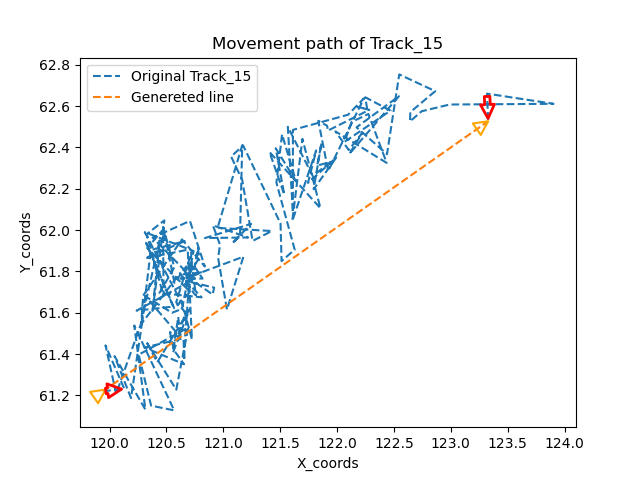 Movement path of Track_15
Original Track_15
Genereted line
Y_coords
62.8
62.6
62.4
62.2
62.0
61.8
61.6
61.4
61.2
120.0 120.5 121.0 121.5 122.0 122.5 123.0 123.5 124.0
X_coords